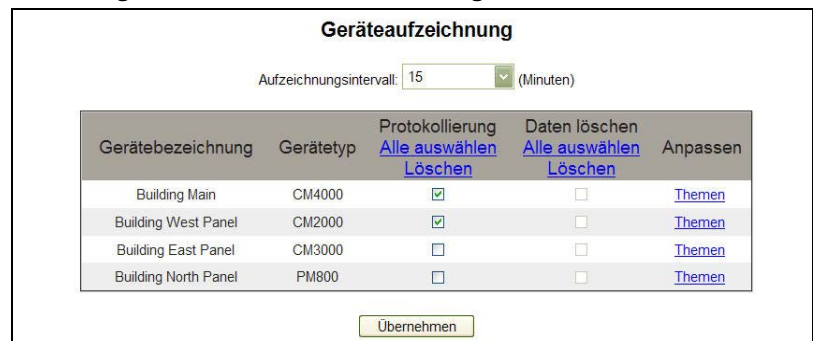 Geräteaufzeichnung
Aufzeichnungsintervall: 15 (Minuten)
Gerätebezeichnung Gerätetyp Protokollierung Alle auswählen Löschen Daten löschen Alle auswählen Löschen Anpassen
Building Main CM4000 Themen
Building West Panel CM2000 Themen
Building East Panel CM3000 Themen
Building North Panel PM800 Themen
Übernehmen